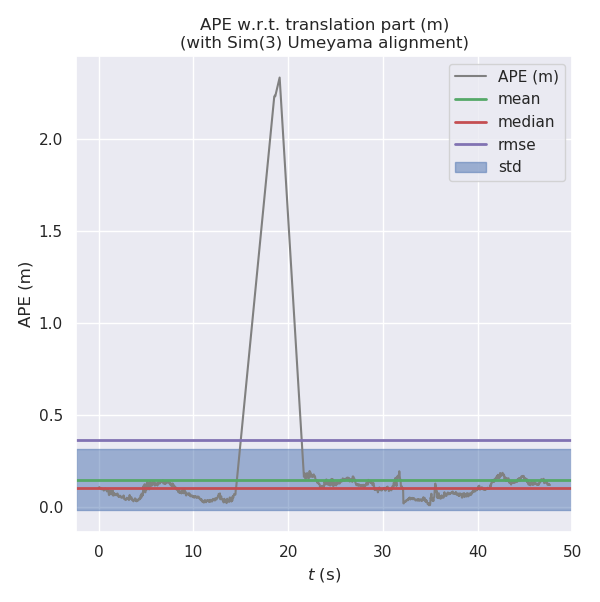 APE w.r.t. translation part (m)
(with Sim(3) Umeyama alignment)
APE (m)
mean
median
rmse
std
APE (m)
2.0
1.5
1.0
0.5
0.0
0
10
20
30
40
50
t (s)